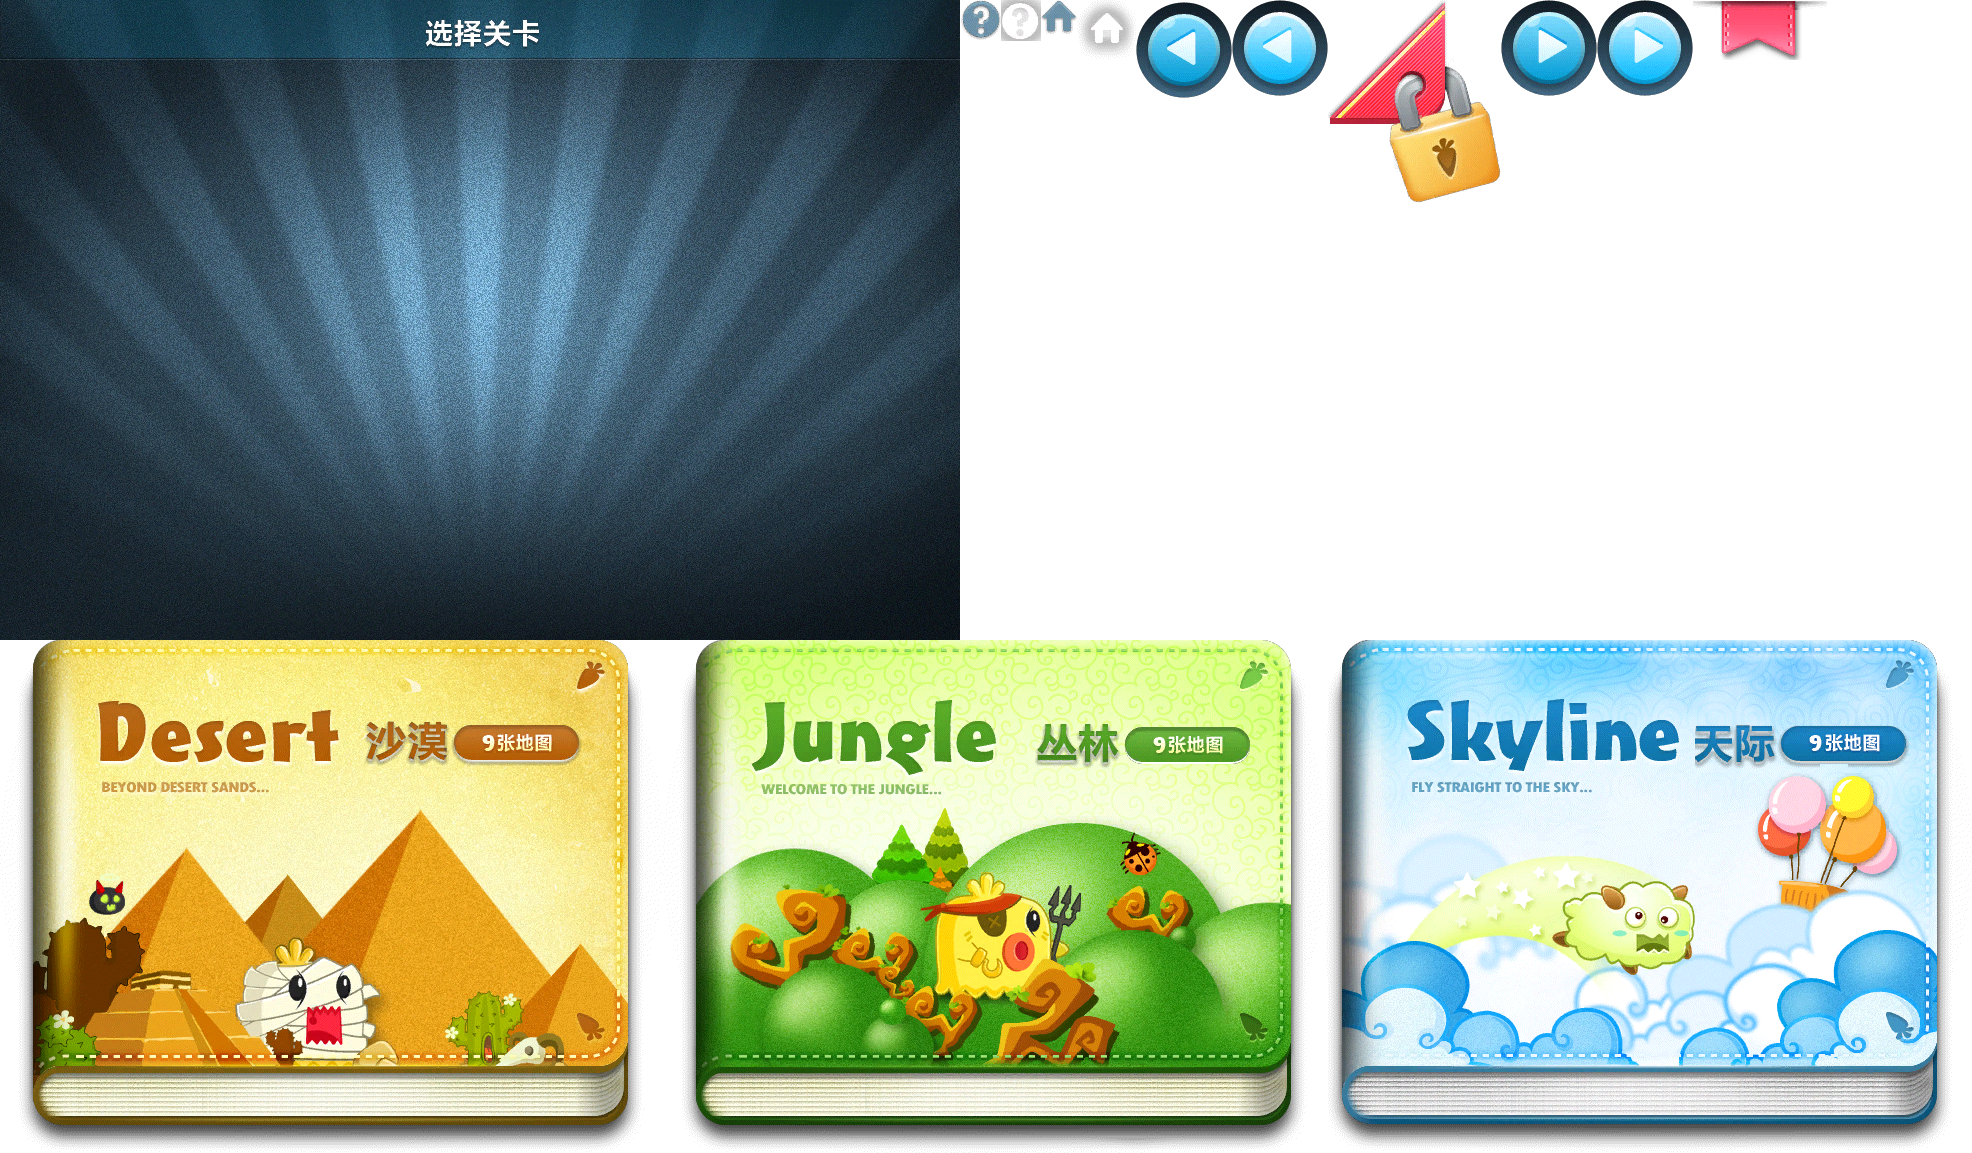 选择关卡
? ?
Desert 沙漠 9张地图
BEYOND DESERT SANDS...
Jungle 丛林 9张地图
WELCOME TO THE JUNGLE...
Skyline 天际 9张地图
FLY STRAIGHT TO THE SKY...